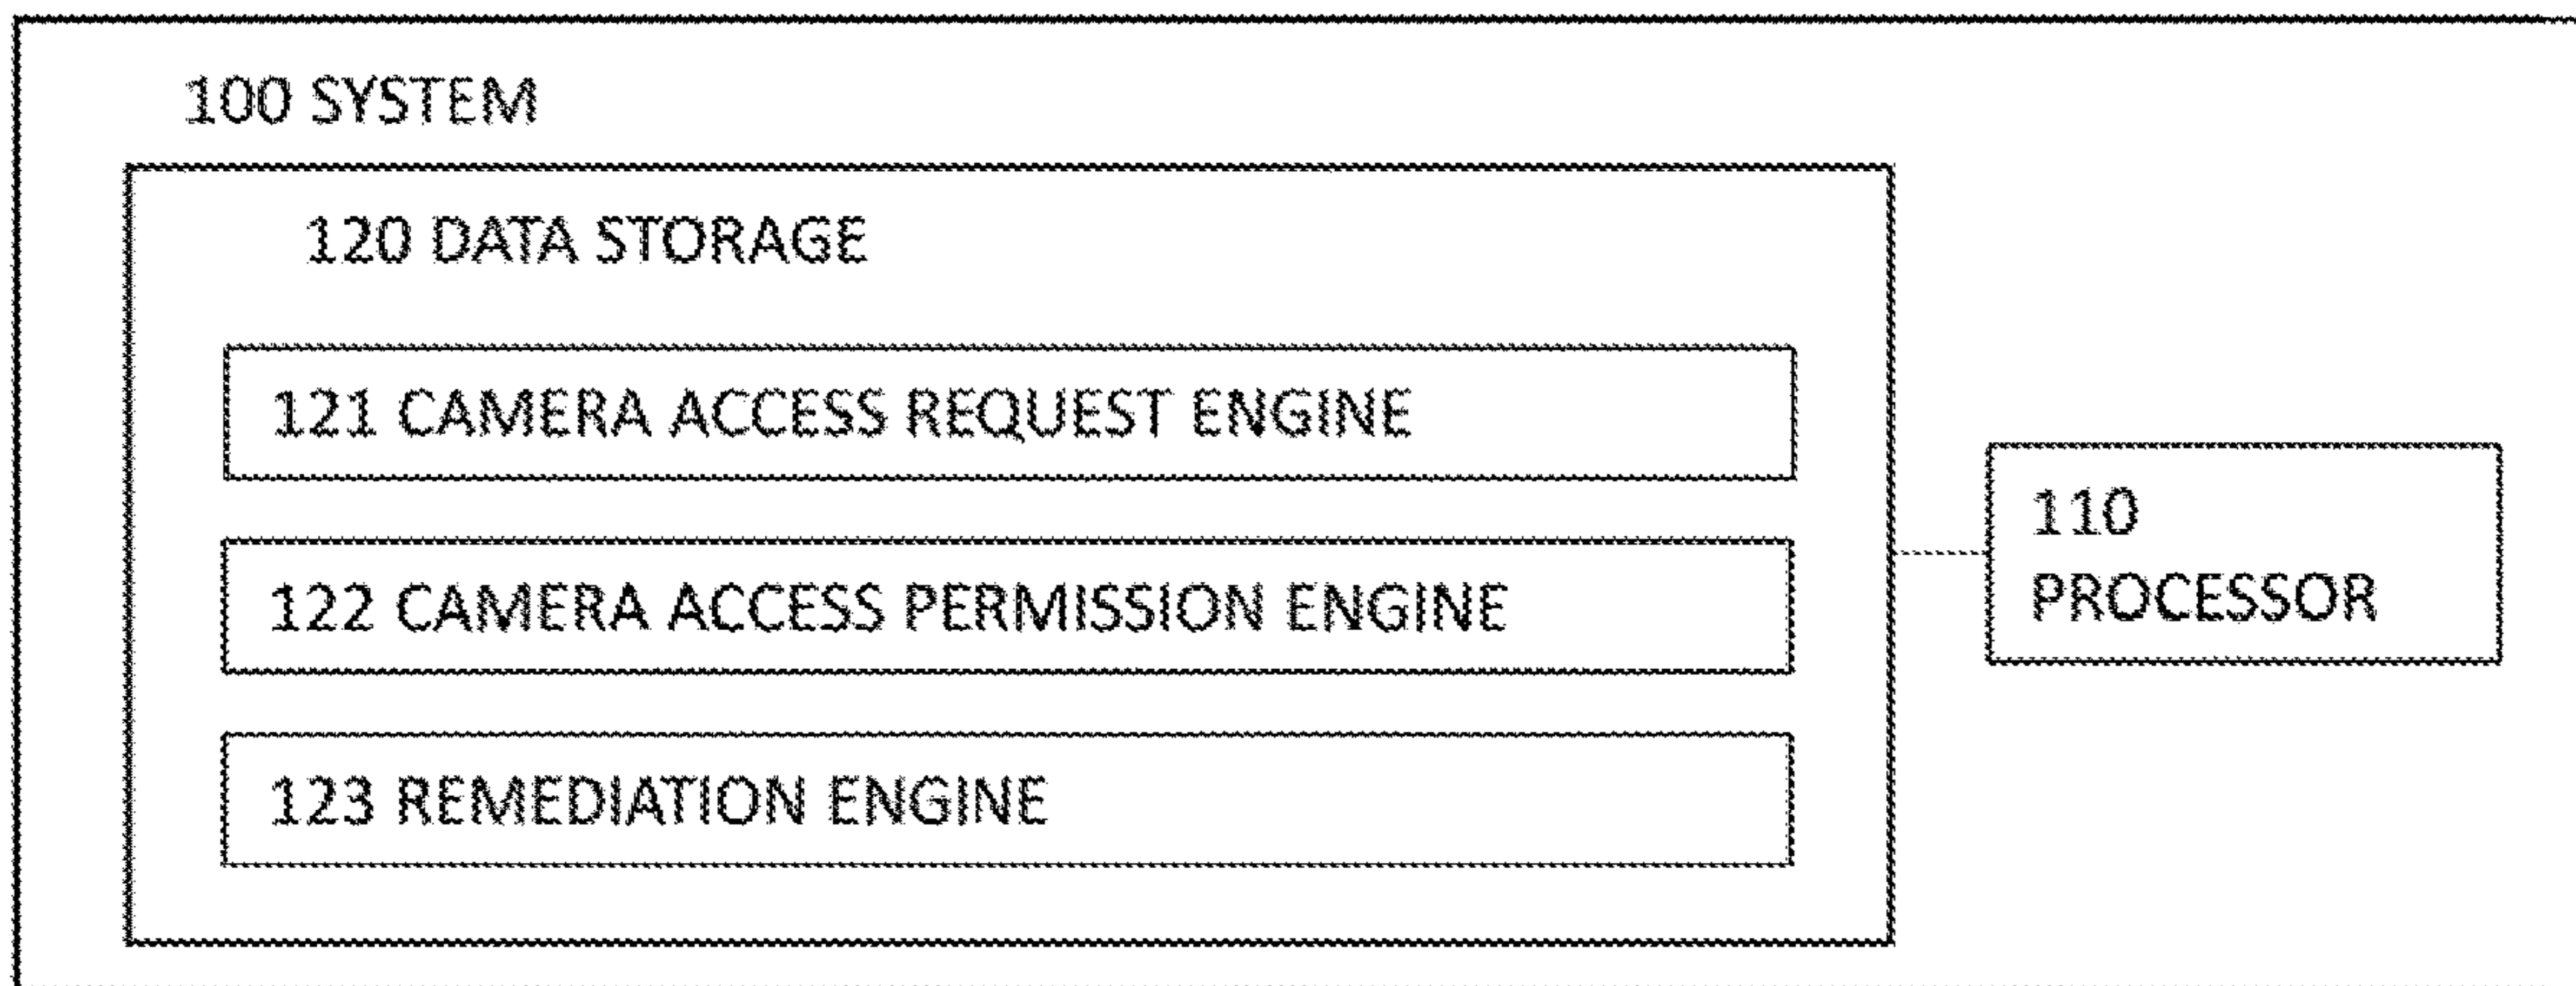 100 SYSTEM
120 DATA STORAGE
121 CAMERA ACCESS REQUEST ENGINE
122 CAMERA ACCESS PERMISSION ENGINE
123 REMEDIATION ENGINE
110
PROCESSOR